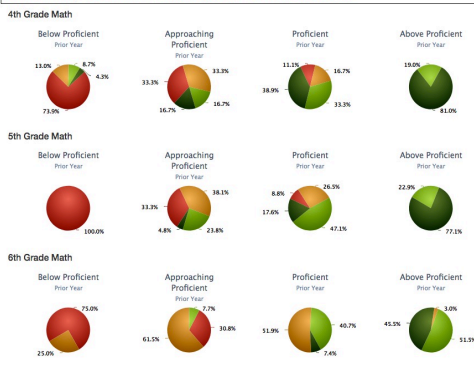 4th Grade Math
Below Proficient
Prior Year
13.0%
8.7%
4.3%
73.9%
Approaching
Proficient
Prior Year
33.3%
33.3%
16.7%
16.7%
Proficient
Prior Year
11.1%
16.7%
38.9%
33.3%
Above Proficient
Prior Year
19.0%
81.0%
5th Grade Math
Below Proficient
Prior Year
100.0%
Approaching
Proficient
Prior Year
38.1%
33.3%
4.8%
23.8%
Proficient
Prior Year
8.8%
26.5%
17.6%
47.1%
Above Proficient
Prior Year
22.9%
77.1%
6th Grade Math
Below Proficient
Prior Year
75.0%
25.0%
Approaching
Proficient
Prior Year
7.7%
30.8%
61.5%
Proficient
Prior Year
51.9%
40.7%
7.4%
Above Proficient
Prior Year
3.0%
45.5%
51.5%